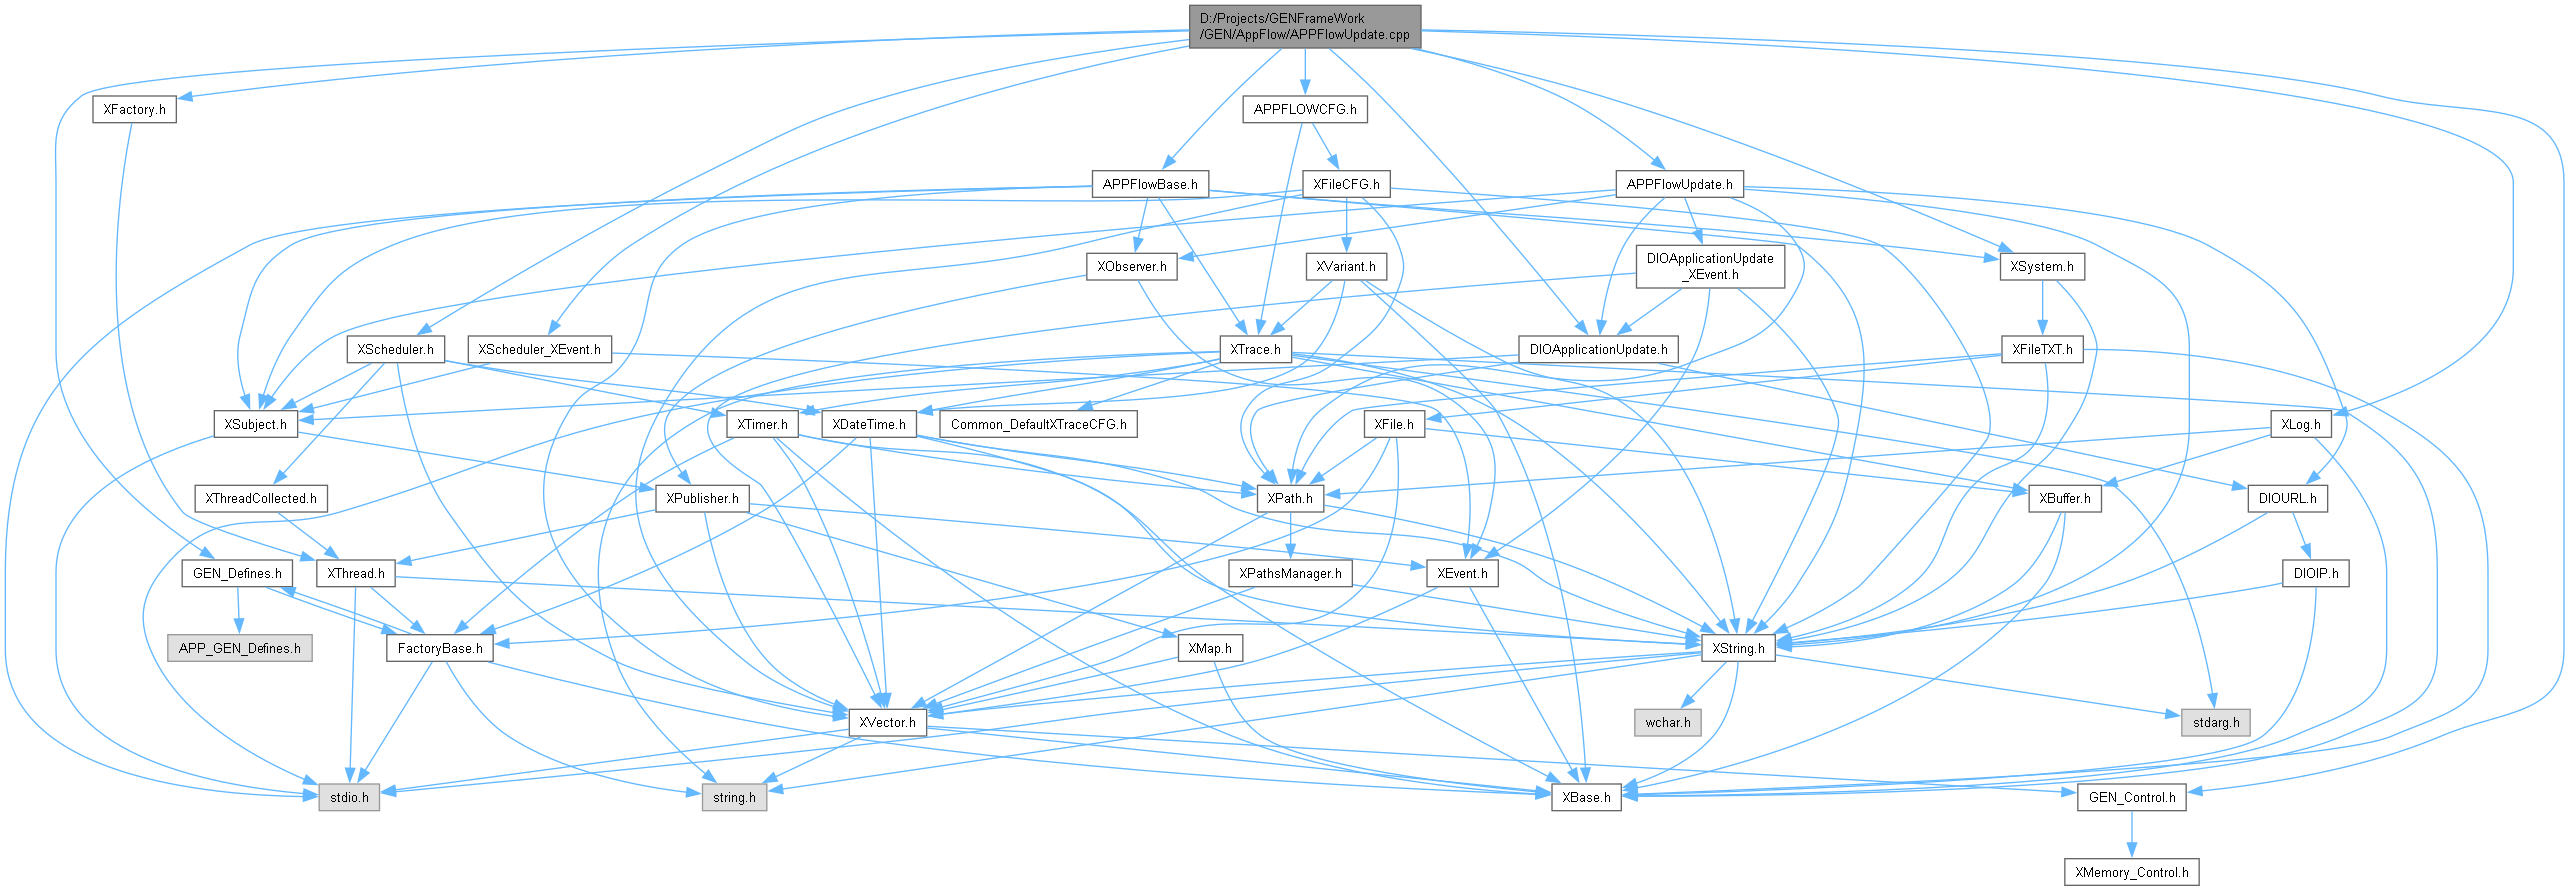 D:/Projects/GENFrameWork
/GEN/AppFlow/APPFlowUpdate.cpp
XFactory.h
APPFLOWCFG.h
APPFlowBase.h
XFileCFG.h
APPFlowUpdate.h
XObserver.h
XVariant.h
DIOApplicationUpdate
_XEvent.h
XSystem.h
XScheduler.h
XScheduler_XEvent.h
XTrace.h
DIOApplicationUpdate.h
XFileTXT.h
XSubject.h
XTimer.h
XDateTime.h
Common_DefaultXTraceCFG.h
XFile.h
XLog.h
XThreadCollected.h
XPublisher.h
XPath.h
XBuffer.h
DIOURL.h
GEN_Defines.h
XThread.h
XPathsManager.h
XEvent.h
DIOIP.h
APP_GEN_Defines.h
FactoryBase.h
XMap.h
XString.h
XVector.h
wchar.h
stdarg.h
stdio.h
string.h
XBase.h
GEN_Control.h
XMemory_Control.h